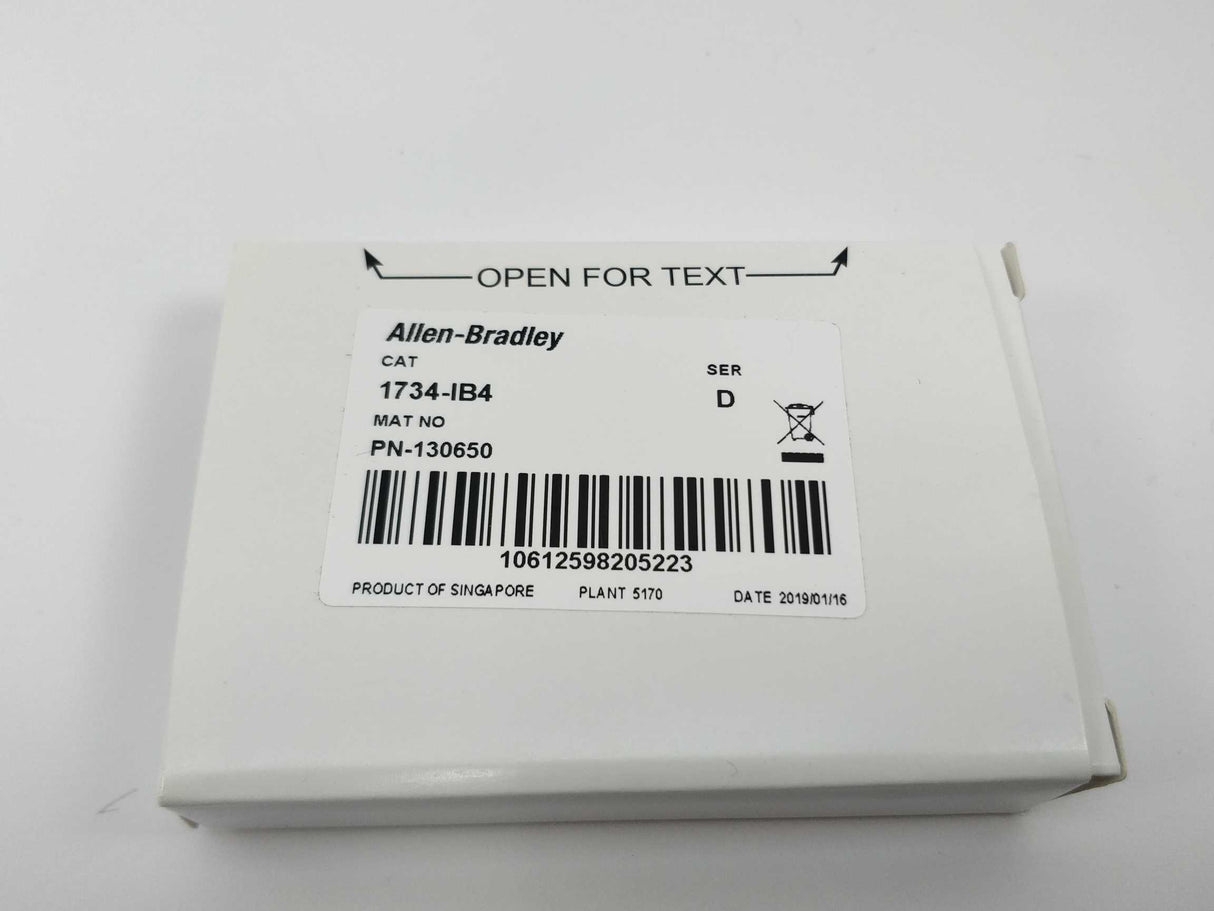 OPEN FOR TEXT
Allen-Bradley
CAT
SER
1734-IB4
D
MAT NO
PN-130650
10612598205223
PRODUCT OF SINGAPORE PLANT 5170 DATE 2019/01/16